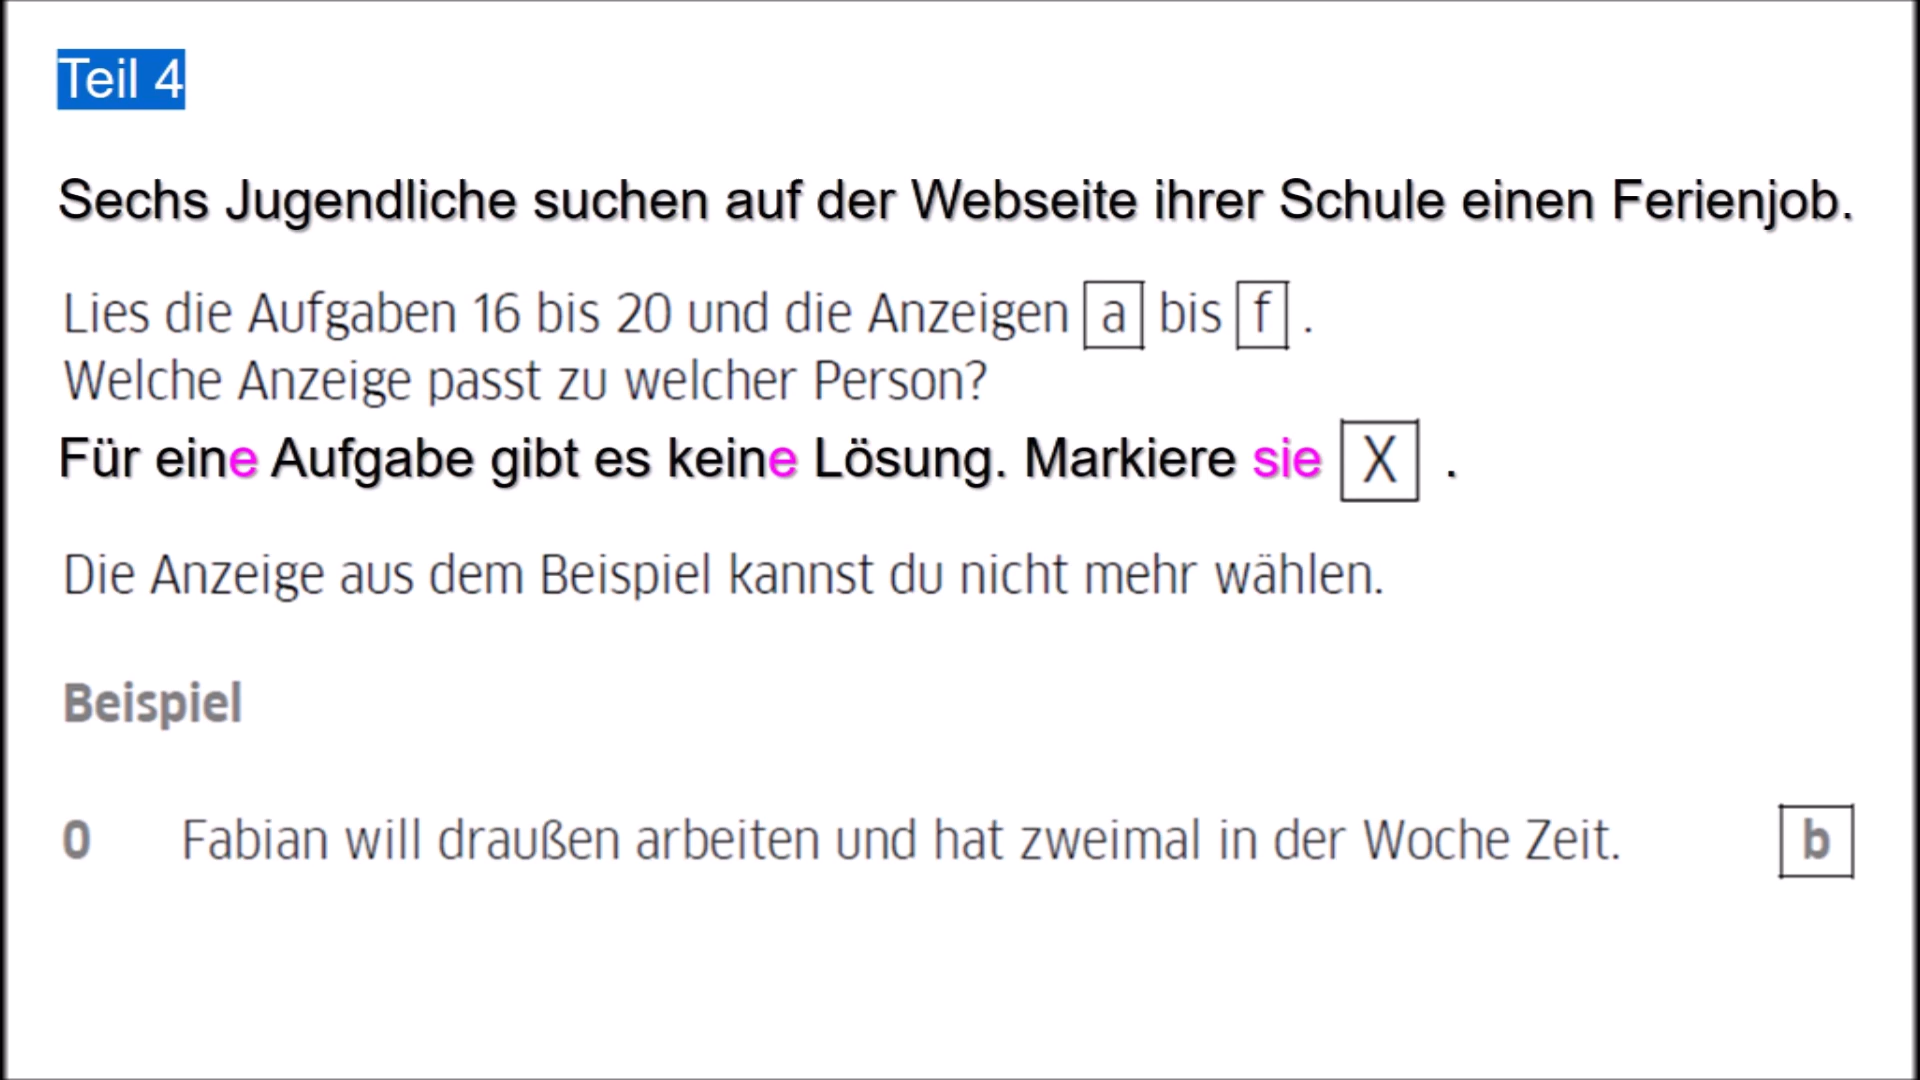 Teil 4
Sechs Jugendliche suchen auf der Webseite ihrer Schule einen Ferienjob.
Lies die Aufgaben 16 bis 20 und die Anzeigen a bis f .
Welche Anzeige passt zu welcher Person?
Für eine Aufgabe gibt es keine Lösung. Markiere sie X .
Die Anzeige aus dem Beispiel kannst du nicht mehr wählen.
Beispiel
0 Fabian will draußen arbeiten und hat zweimal in der Woche Zeit. b